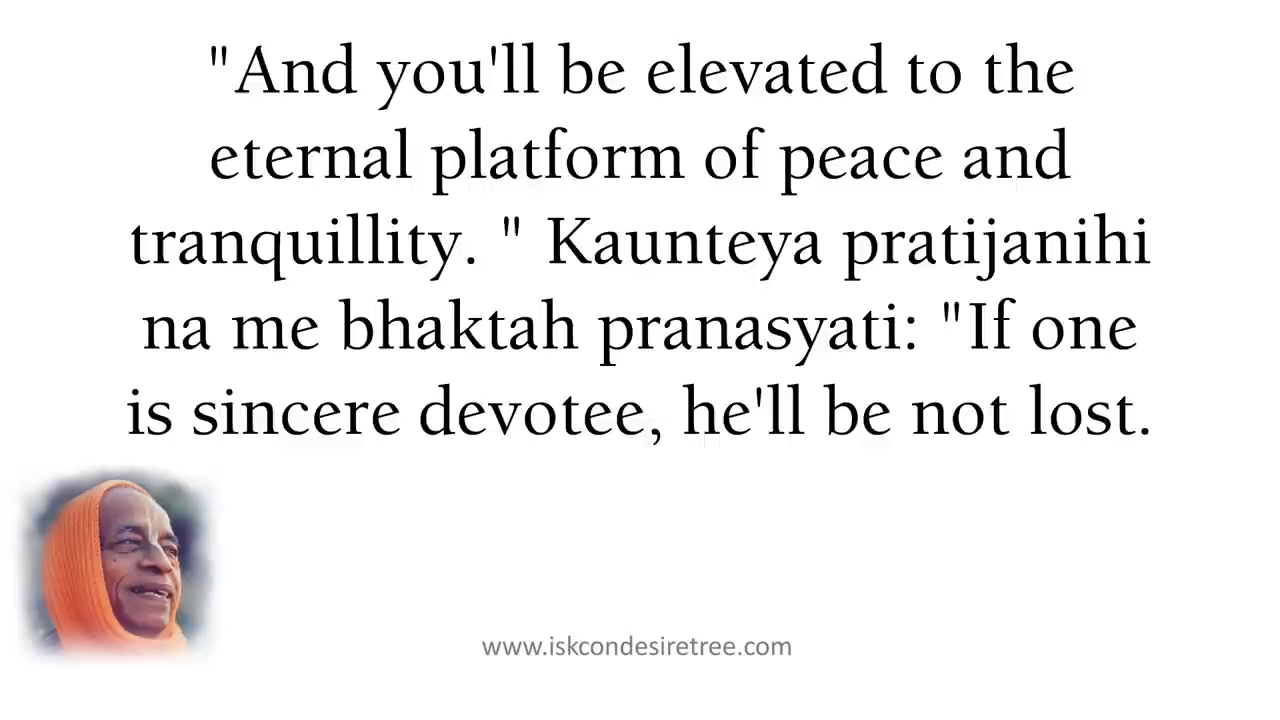 "And you'll be elevated to the
eternal platform of peace and
tranquillity. " Kaunteya pratijanihi
na me bhaktah pranasyati: "If one
is sincere devotee, he'll be not lost.
www.iskcondesiretree.com